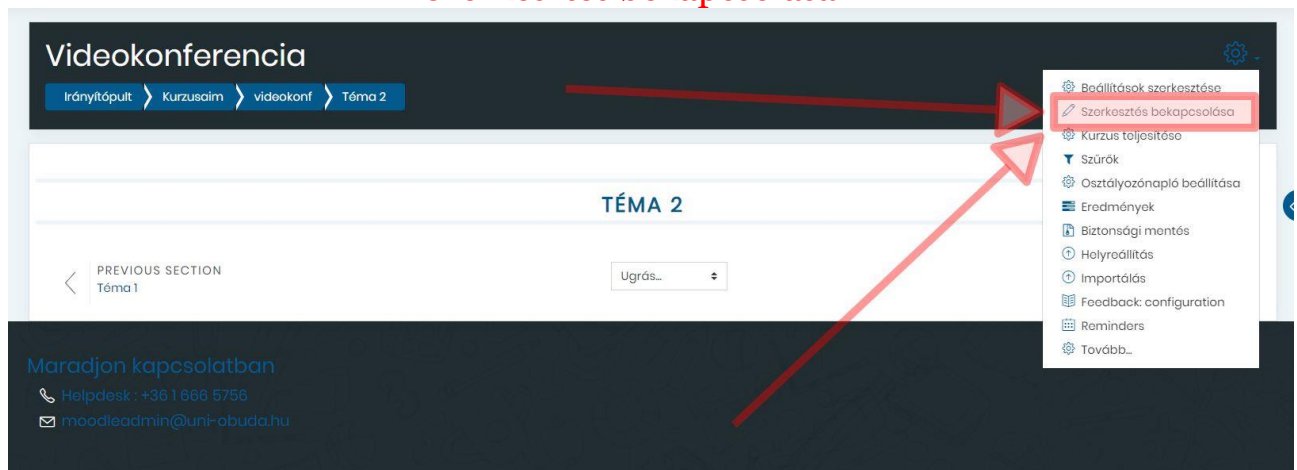 Videokonferencia
Irányítópult Kurzusaim videokonf Téma 2
Beállítások szerkesztése
Szerkesztés bekapcsolása
Kurzus teljesítése
Szűrők
Osztályozónapló beállítása
Eredmények
Biztonsági mentés
Helyreállítás
Importálás
Feedback: configuration
Reminders
Tovább...
TÉMA 2
PREVIOUS SECTION
Téma 1
Ugrás...
Maradjon kapcsolatban
Helpdesk : +36 1 666 5756
moodleadmin@uni-obuda.hu